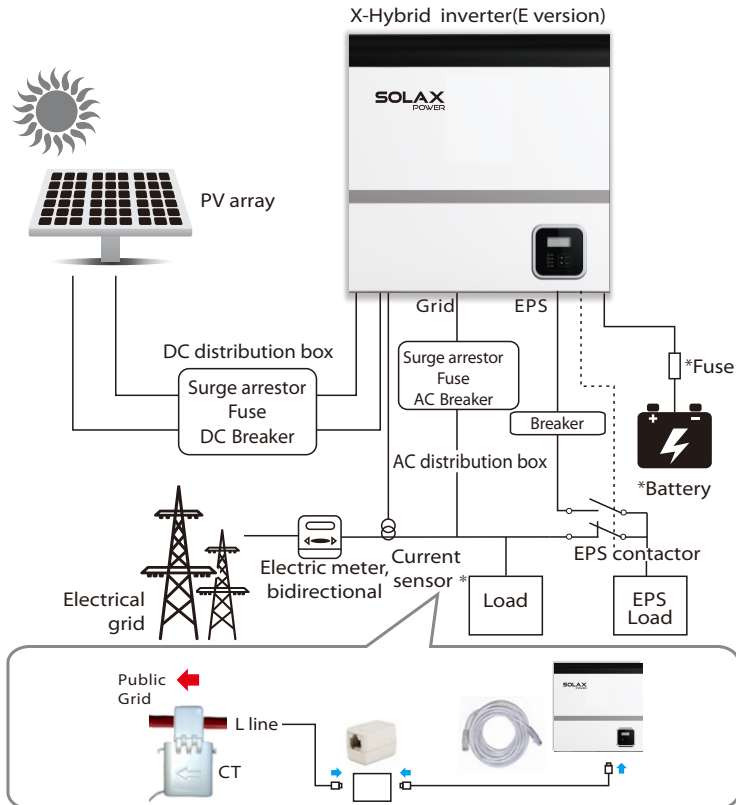 X-Hybrid inverter(E version)
SOLAX
POWER
PV array
Grid
EPS
DC distribution box
Surge arrestor
Fuse
DC Breaker
Surge arrestor
Fuse
AC Breaker
*Fuse
Breaker
+ -
AC distribution box
*Battery
Electric meter,
bidirectional
Current
sensor *
EPS contactor
Electrical
grid
Load
EPS
Load
Public
Grid
L line
CT
SOLAX
POWER